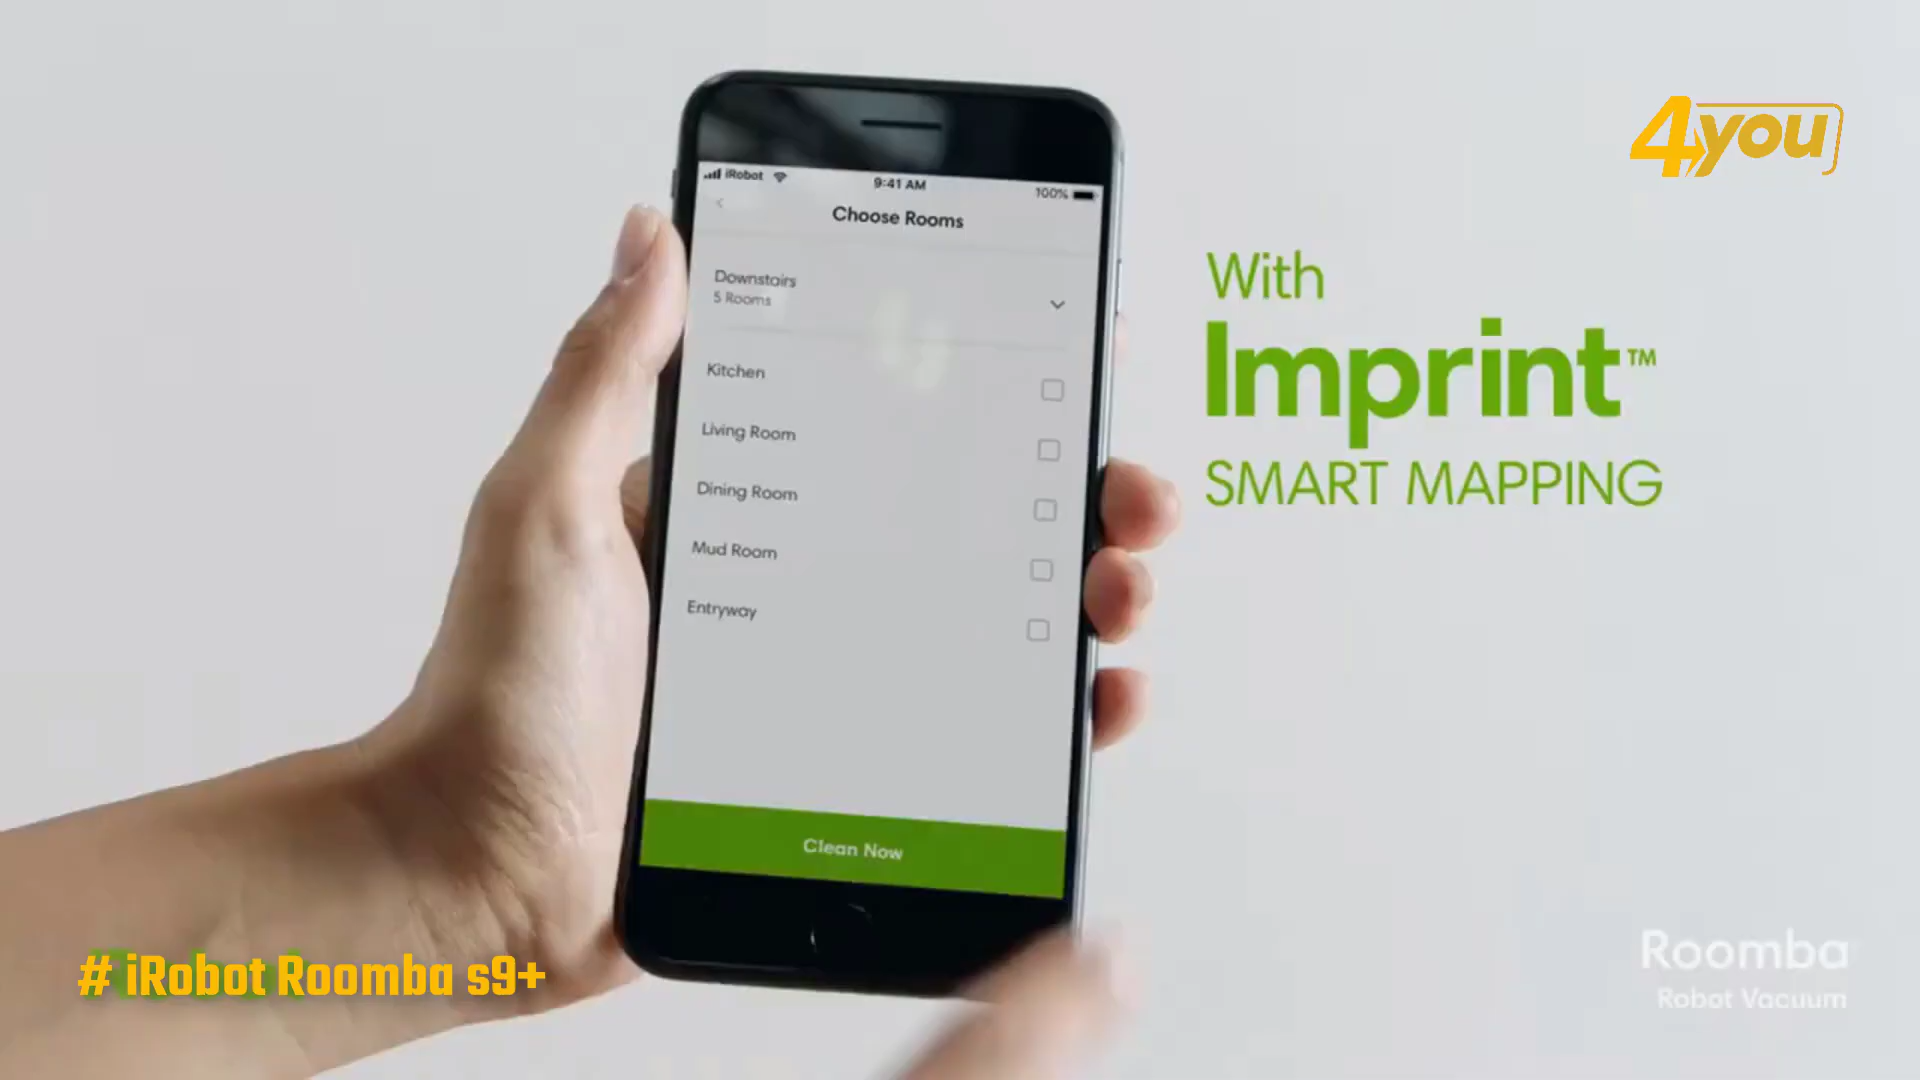 4you
iRobot
9:41 AM
100%
Choose Rooms
Downstairs
5 Rooms
Kitchen
Living Room
Dining Room
Mud Room
Entryway
Clean Now
With
Imprint™
SMART MAPPING
# iRobot Roomba s9+
Roomba
Robot Vacuum